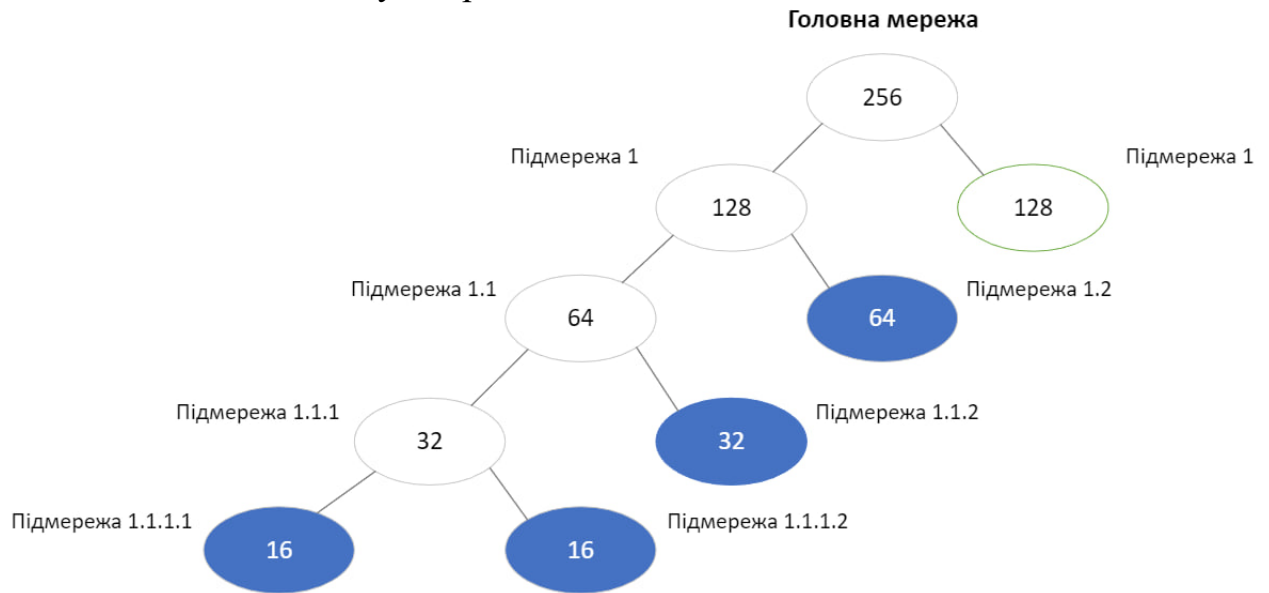 Головна мережа
256
Підмережа 1
128
128
Підмережа 1
Підмережа 1.1
64
64
Підмережа 1.2
Підмережа 1.1.1
32
32
Підмережа 1.1.2
Підмережа 1.1.1.1
16
16
Підмережа 1.1.1.2